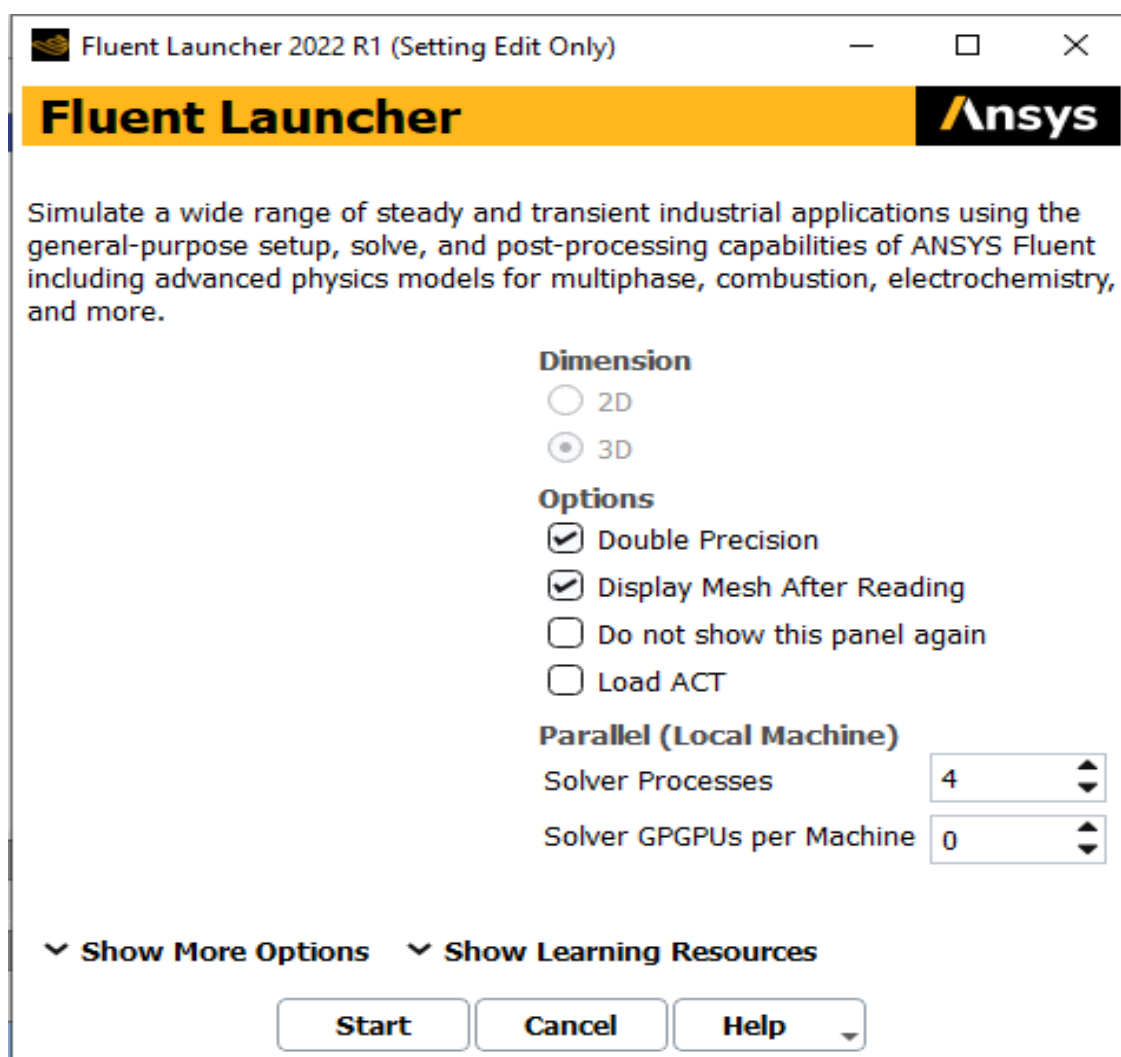 Fluent Launcher 2022 R1 (Setting Edit Only)
Fluent Launcher
Ansys
Simulate a wide range of steady and transient industrial applications using the
general-purpose setup, solve, and post-processing capabilities of ANSYS Fluent
including advanced physics models for multiphase, combustion, electrochemistry,
and more.
Dimension
2D
3D
Options
Double Precision
Display Mesh After Reading
Do not show this panel again
Load ACT
Parallel (Local Machine)
Solver Processes 4
Solver GPGPUs per Machine 0
Show More Options Show Learning Resources
Start Cancel Help